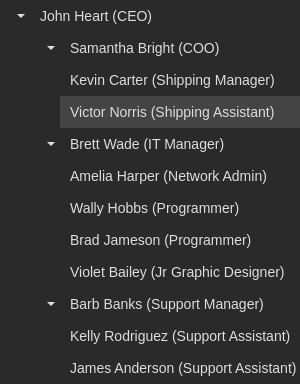 John Heart (CEO)
Samantha Bright (COO)
Kevin Carter (Shipping Manager)
Victor Norris (Shipping Assistant)
Brett Wade (IT Manager)
Amelia Harper (Network Admin)
Wally Hobbs (Programmer)
Brad Jameson (Programmer)
Violet Bailey (Jr Graphic Designer)
Barb Banks (Support Manager)
Kelly Rodriguez (Support Assistant)
James Anderson (Support Assistant)